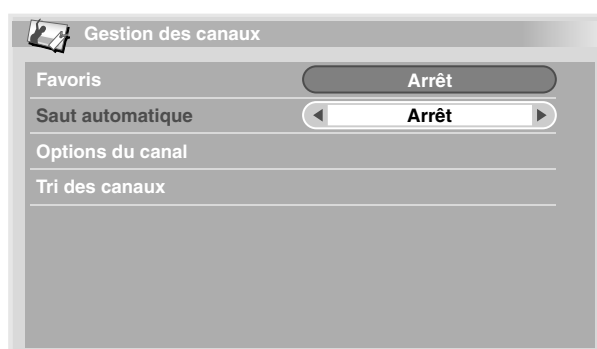 Gestion des canaux
Favoris Arrêt
Saut automatique Arrêt
Options du canal
Tri des canaux